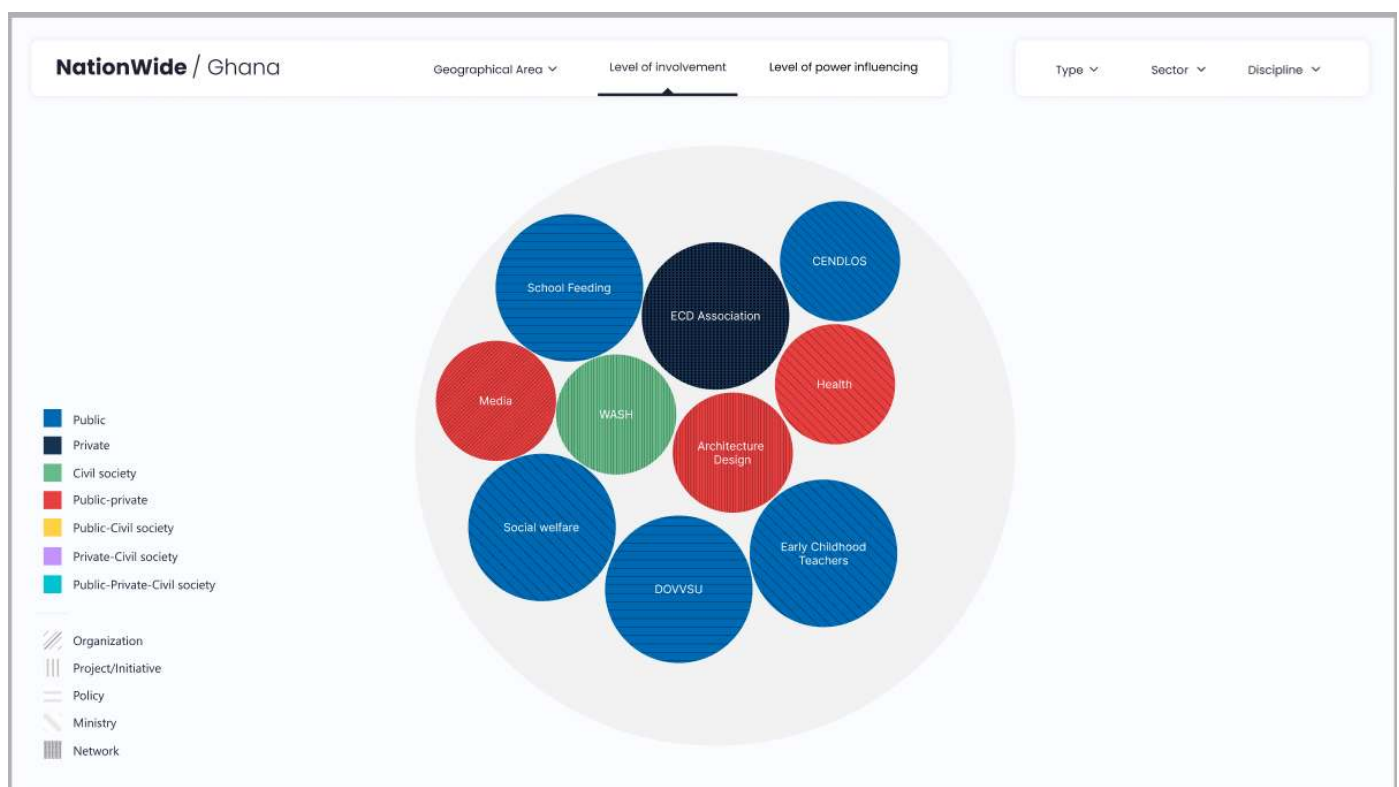 NationWide / Ghana
Geographical Area
Level of involvement
Level of power influencing
Type
Sector
Discipline
CENDLOS
School Feeding
ECD Association
Health
Media
WASH
Architecture
Design
Social welfare
Early Childhood
Teachers
DOVVSU
Public
Private
Civil society
Public-private
Public-Civil society
Private-Civil society
Public-Private-Civil society
Organization
Project/Initiative
Policy
Ministry
Network